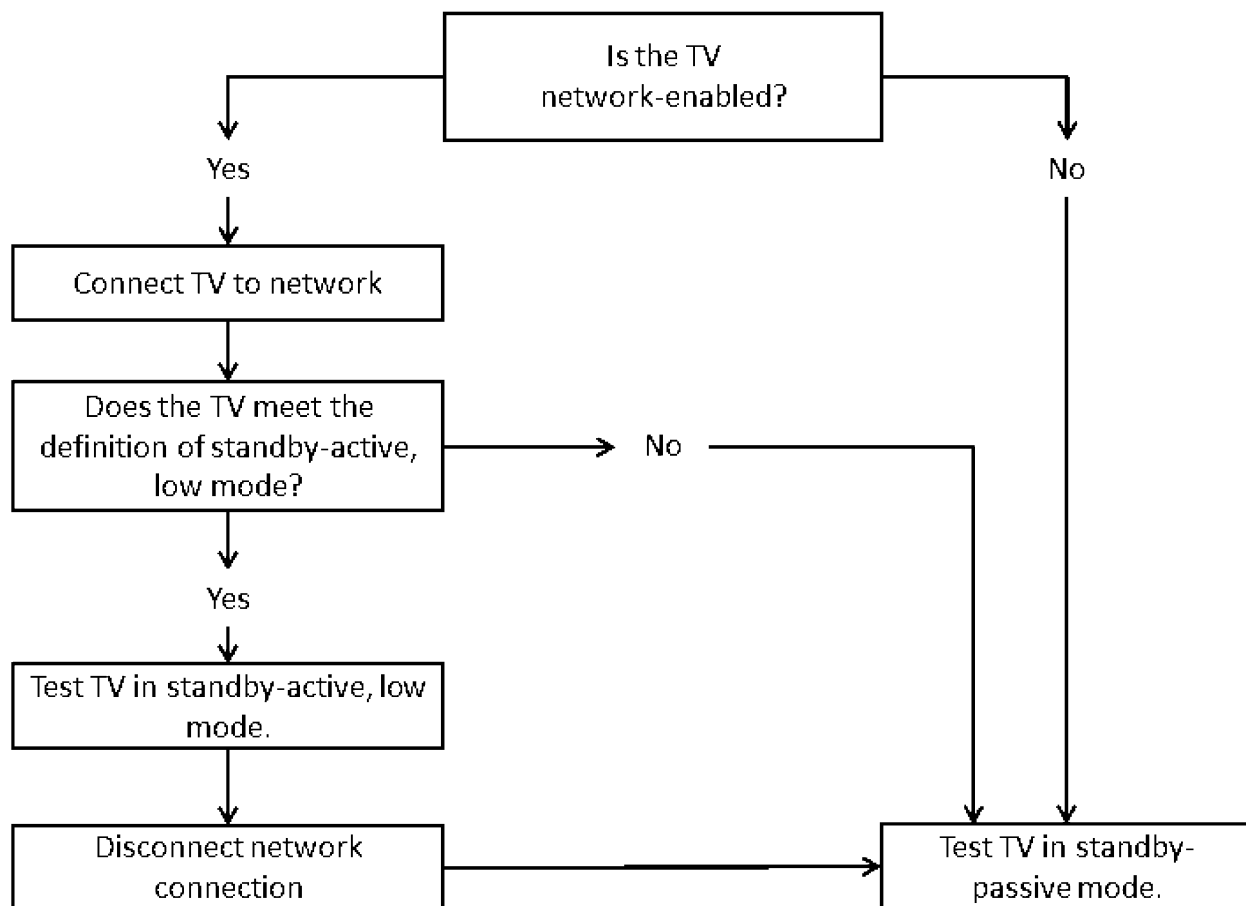 Is the TV
network-enabled?
Yes
No
Connect TV to network
Does the TV meet the
definition of standby-active,
low mode?
No
Yes
Test TV in standby-active, low
mode.
Disconnect network
connection
Test TV in standby-
passive mode.